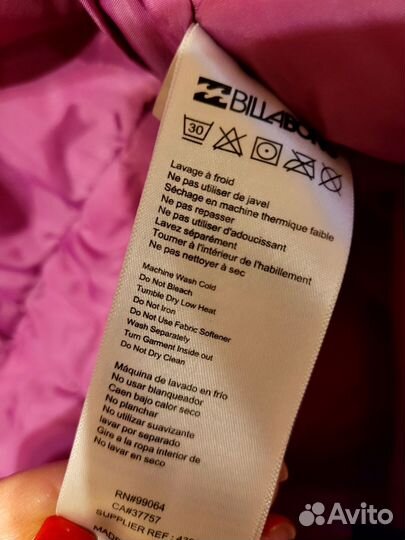 BILLABONG
30
Lavage à froid
Ne pas utiliser de javel
Séchage en machine thermique faible
Ne pas repasser
Ne pas utiliser d'adoucissant
Lavez séparément
Tourner à l'intérieur de l'habillement
Ne pas nettoyer à sec
Machine Wash Cold
Do Not Bleach
Tumble Dry Low Heat
Do Not Iron
Do Not Use Fabric Softener
Wash Separately
Turn Garment Inside out
Do Not Dry Clean
Máquina de lavado en frío
No usar blanqueador
Caen bajo calor seco
No planchar
No utilizar suavizante
lavar por separado
Gire a la ropa interior de
No lavar en seco
RN#99064
CA#37757
SUPPLIER REF :
MADE
Avito